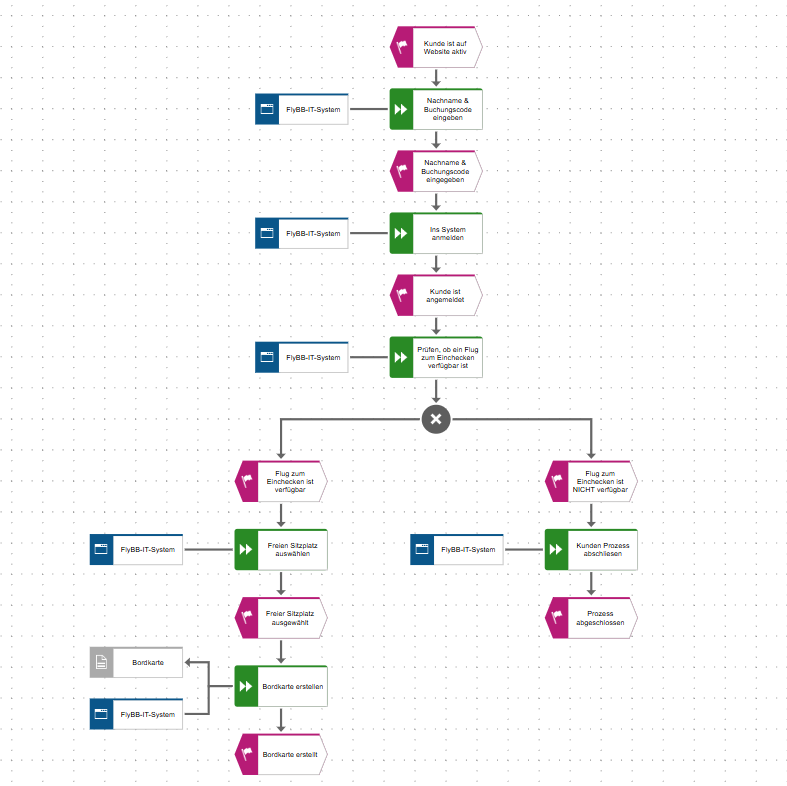 Kunde ist auf
Website aktiv
FlyBB-IT-System
Nachname &
Buchungscode
eingeben
Nachname &
Buchungscode
eingegeben
FlyBB-IT-System
Ins System
anmelden
Kunde ist
angemeldet
FlyBB-IT-System
Prüfen, ob ein Flug
zum Einchecken
verfügbar ist
Flug zum
Einchecken ist
verfügbar
Flug zum
Einchecken ist
NICHT verfügbar
FlyBB-IT-System
Freien Sitzplatz
auswählen
FlyBB-IT-System
Kunden Prozess
abschliesen
Freier Sitzplatz
ausgewählt
Prozess
abgeschlossen
Bordkarte
Bordkarte erstellen
FlyBB-IT-System
Bordkarte erstellt